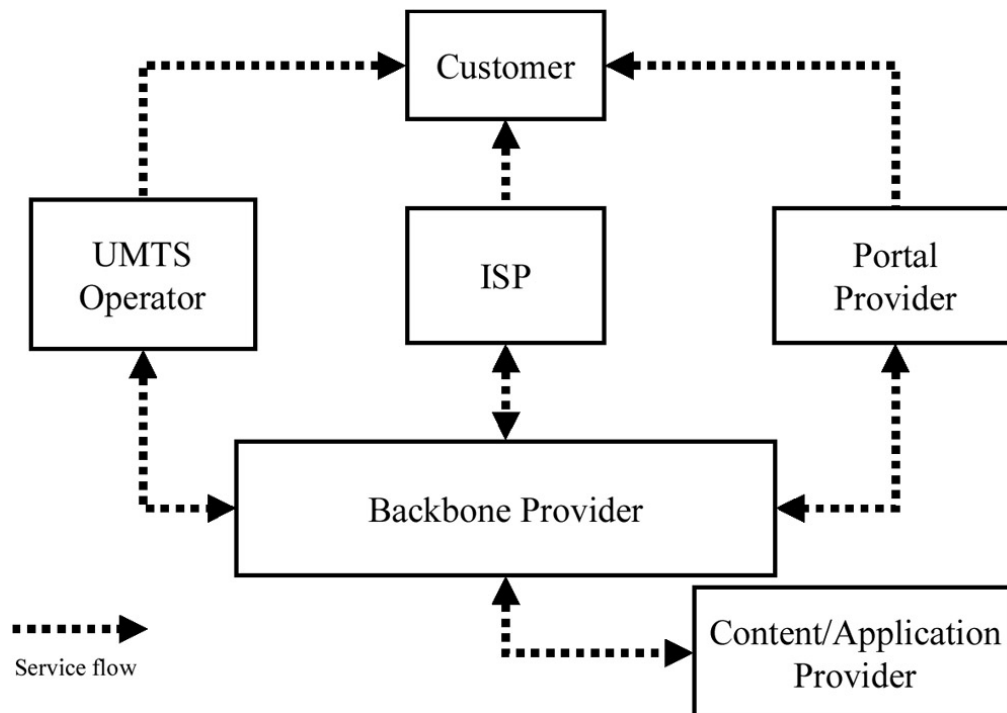 Customer
UMTS
Operator
ISP
Portal
Provider
Backbone Provider
Content/Application
Provider
Service flow